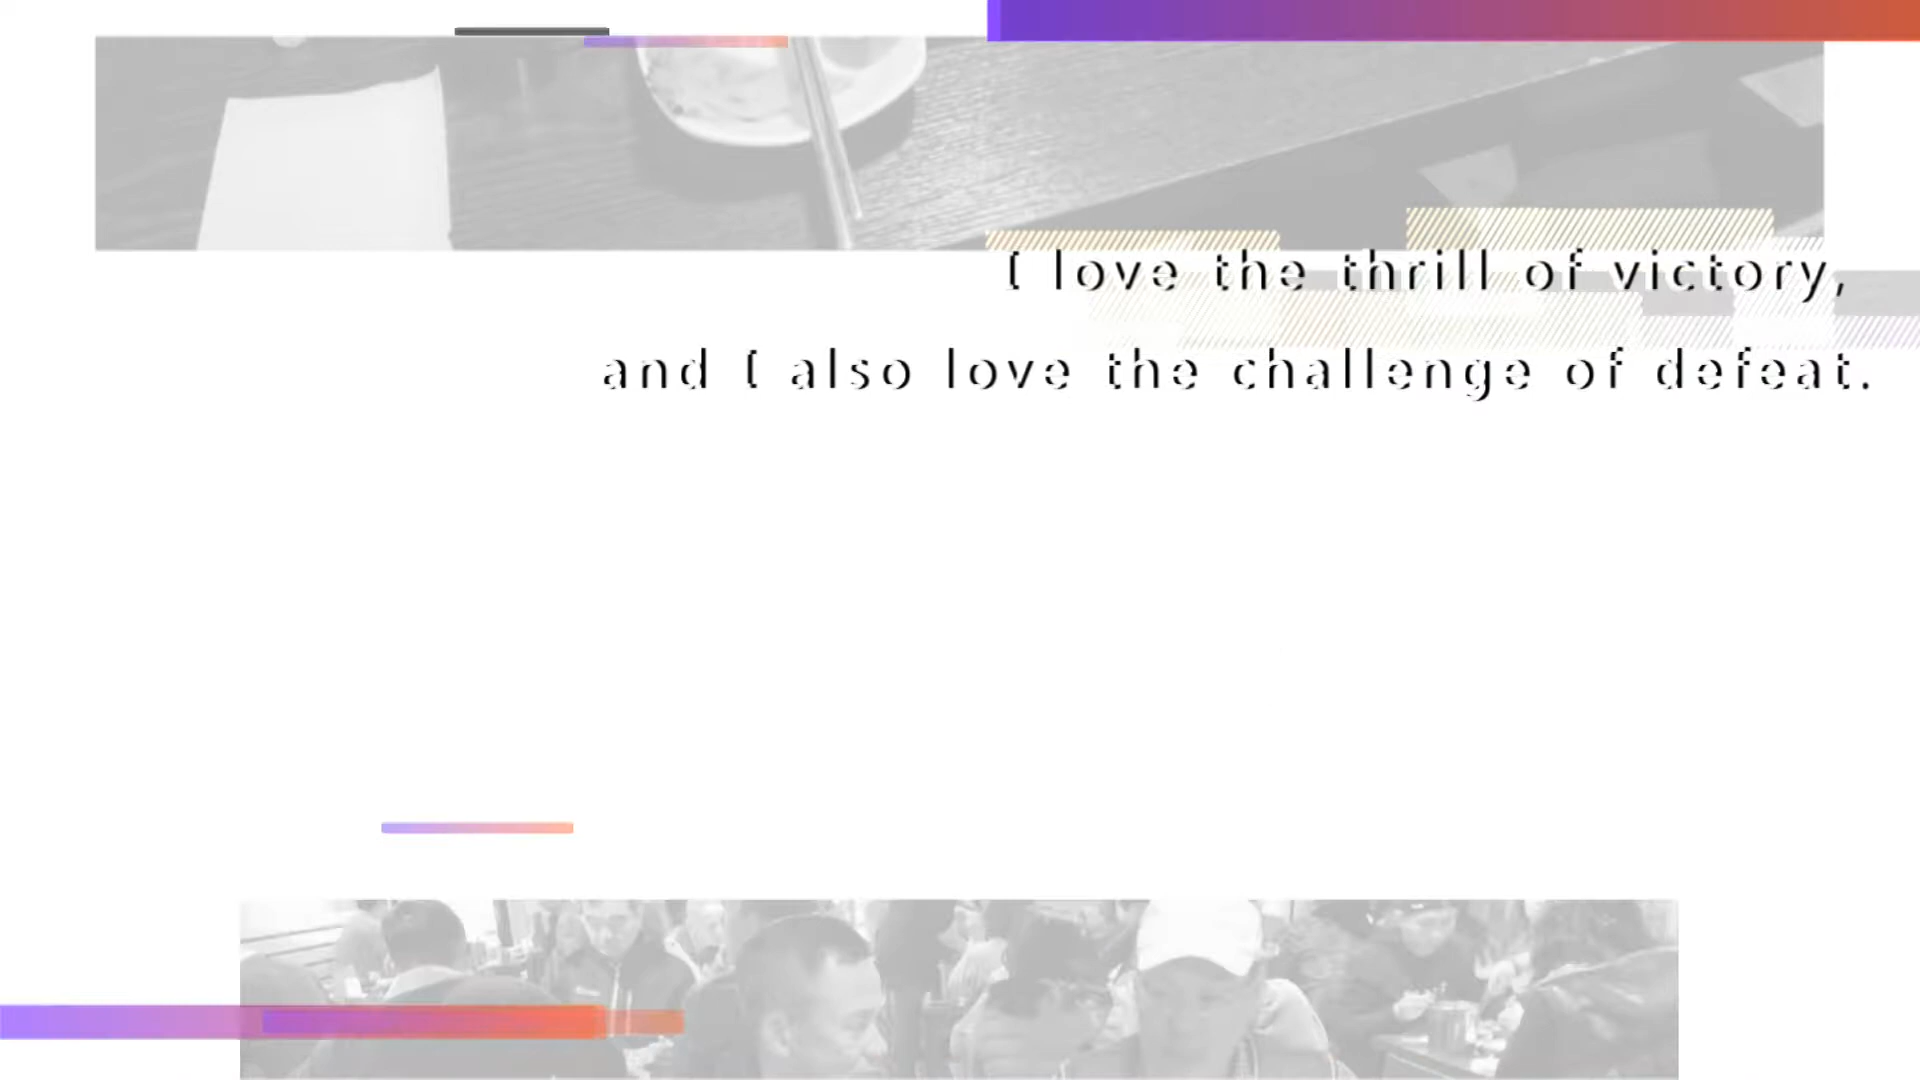 I love the thrill of victory,
and I also love the challenge of defeat.